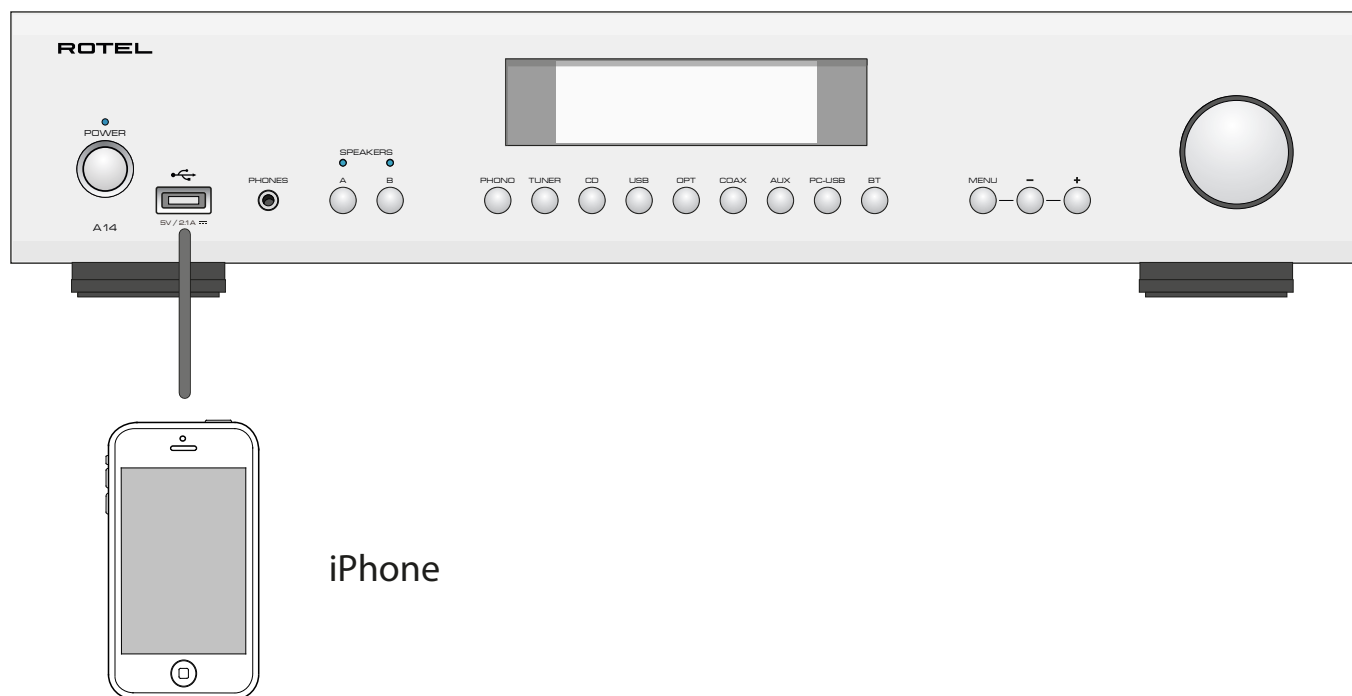 ROTEL
POWER
SPEAKERS
PHONES A B PHONO TUNER CD USB OPT COAX AUX PC-USB BT MENU − +
5V / 2.1A
A14
iPhone